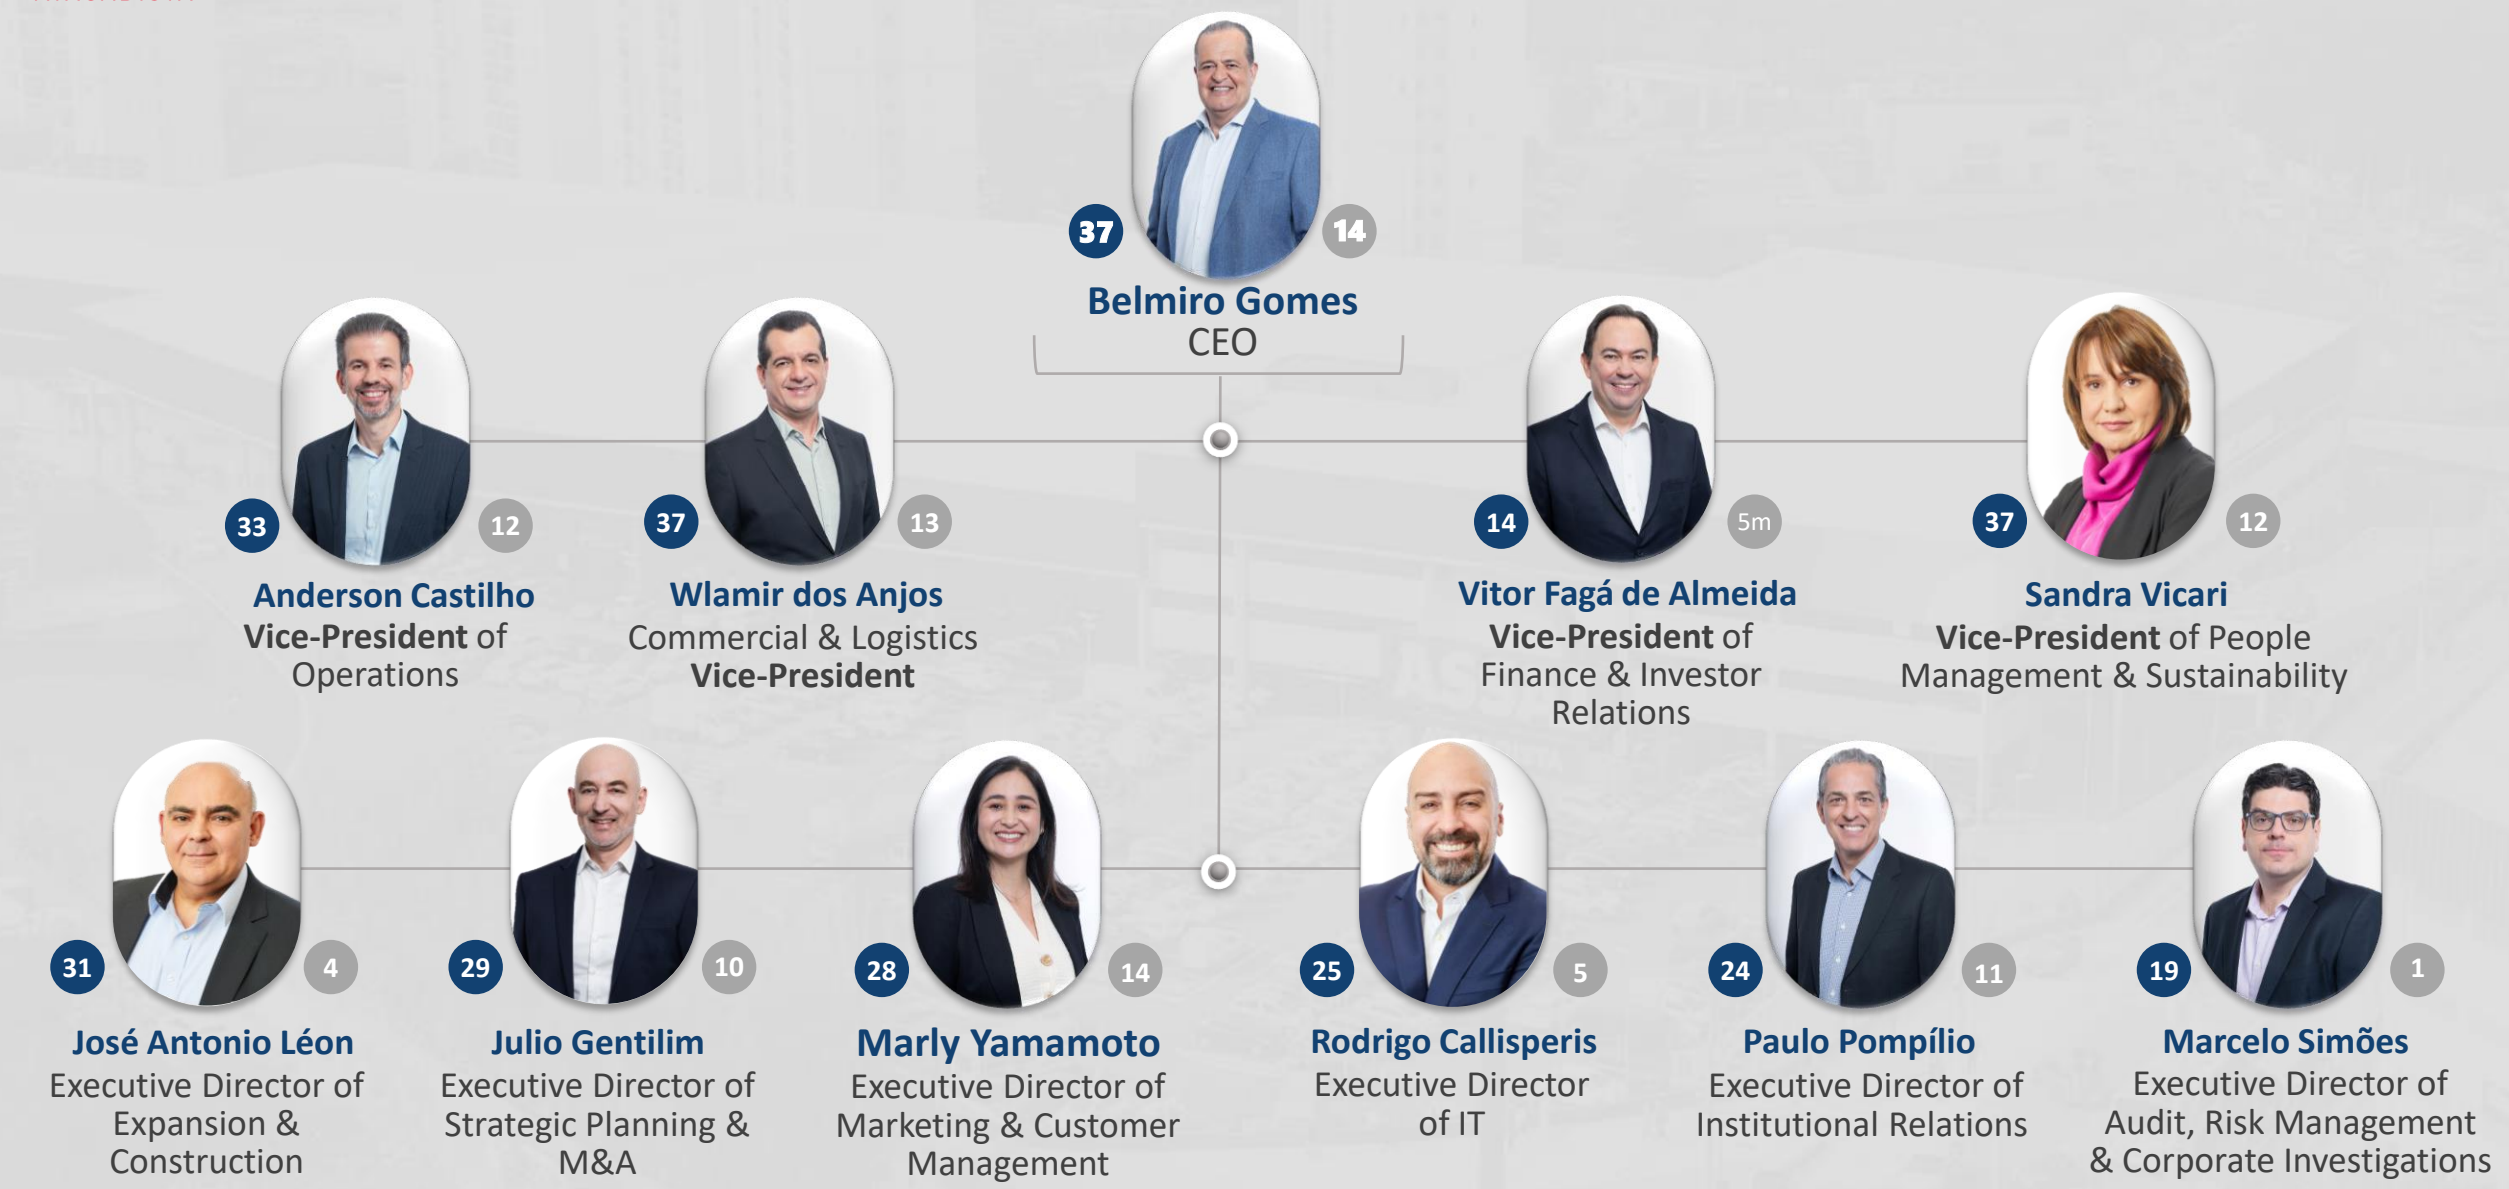 37
14
Belmiro Gomes
CEO
33
12
Anderson Castilho
Vice-President of
Operations
37
13
Wlamir dos Anjos
Commercial & Logistics
Vice-President
14
5m
Vitor Fagá de Almeida
Vice-President of
Finance & Investor
Relations
37
12
Sandra Vicari
Vice-President of People
Management & Sustainability
31
4
José Antonio Léon
Executive Director of
Expansion &
Construction
29
10
Julio Gentilim
Executive Director of
Strategic Planning &
M&A
28
14
Marly Yamamoto
Executive Director of
Marketing & Customer
Management
25
5
Rodrigo Callisperis
Executive Director
of IT
24
11
Paulo Pompílio
Executive Director of
Institutional Relations
19
1
Marcelo Simões
Executive Director of
Audit, Risk Management
& Corporate Investigations